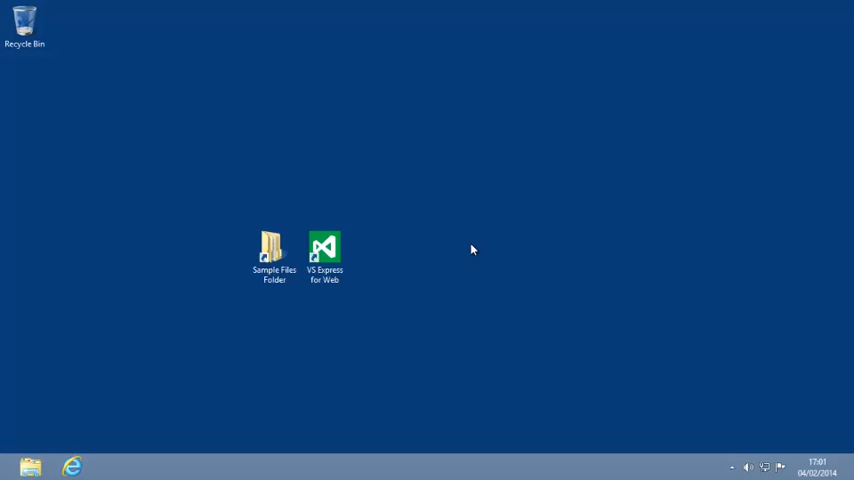 Recycle Bin
Sample Files
Folder
VS Express
for Web
17:01
04/02/2014